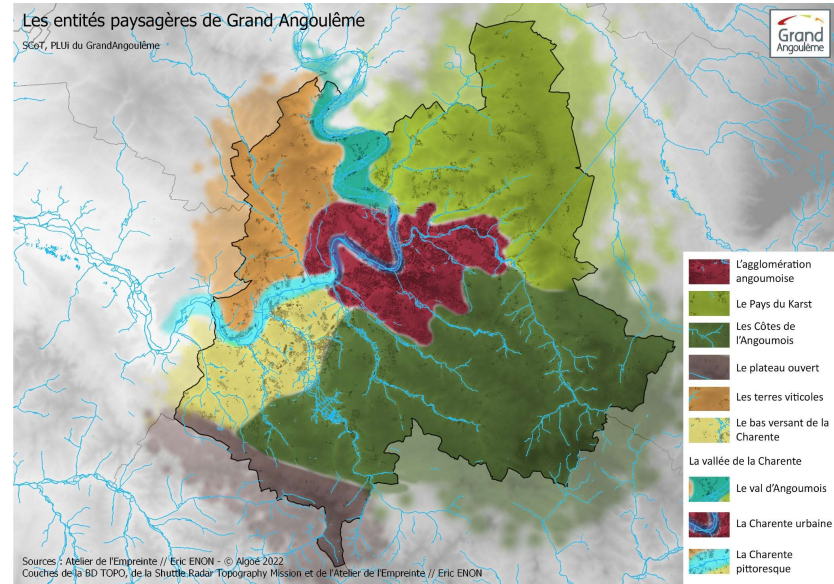 Les entités paysagères de Grand Angoulême
SCoT, PLUi du GrandAngoulême
Grand
Angoulême
L'agglomération
angoumoise
Le Pays du Karst
Les Côtes de
l'Angoumois
Le plateau ouvert
Les terres viticoles
Le bas versant de la
Charente
La vallée de la Charente
Le val d'Angoumois
La Charente urbaine
La Charente
pittoresque
Sources : Atelier de l'Empreinte // Eric ENON - © Algoé 2022
Couches de la BD TOPO, de la Shuttle Radar Topography Mission et de l'Atelier de l'Empreinte // Eric ENON